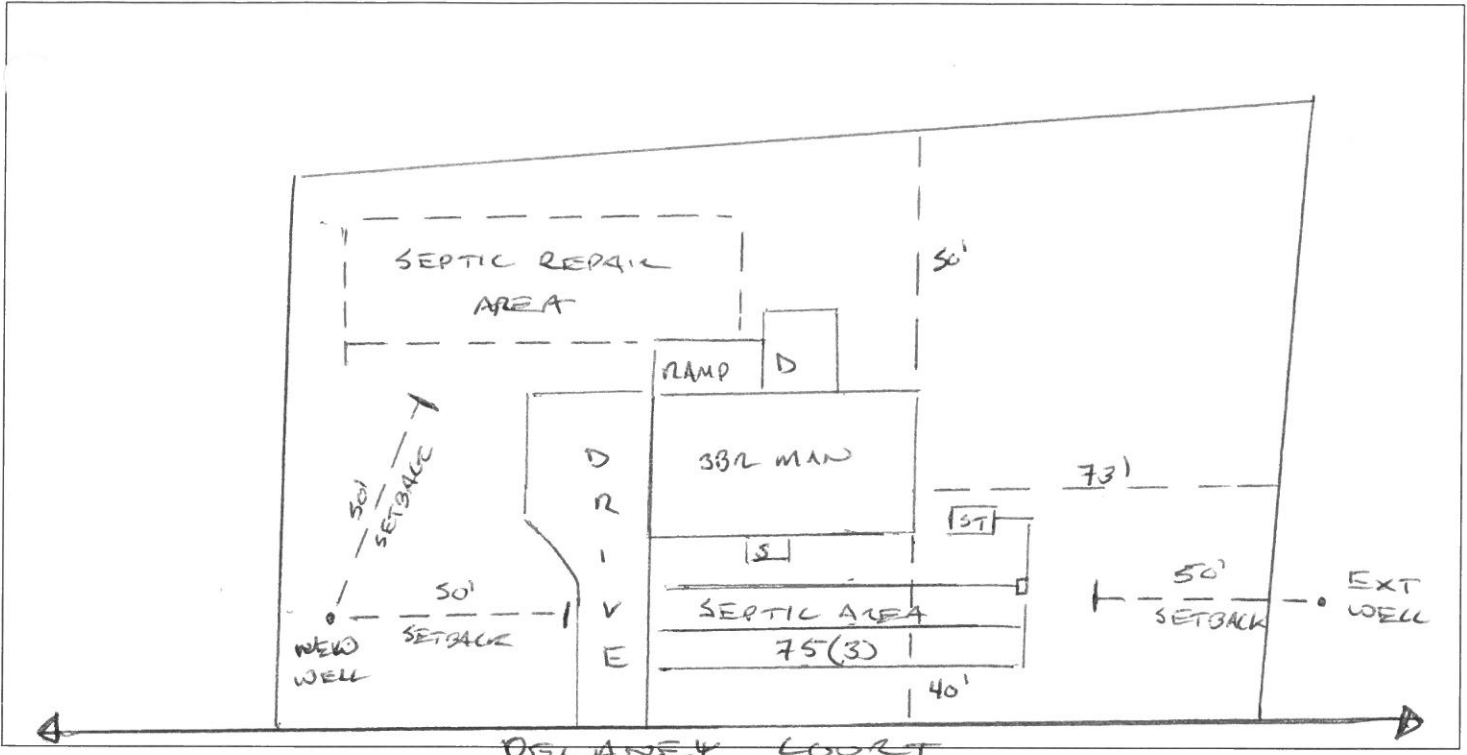 SEPTIC REPAIR
AREA
50'
RAMP
D
3BR MAN
DRIVE
73'
ST
S
50'
SETBACK
50'
SETBACK
NEW
WELL
SEPTIC AREA
75(3)
40'
50'
SETBACK
EXT
WELL
DELANEY COURT